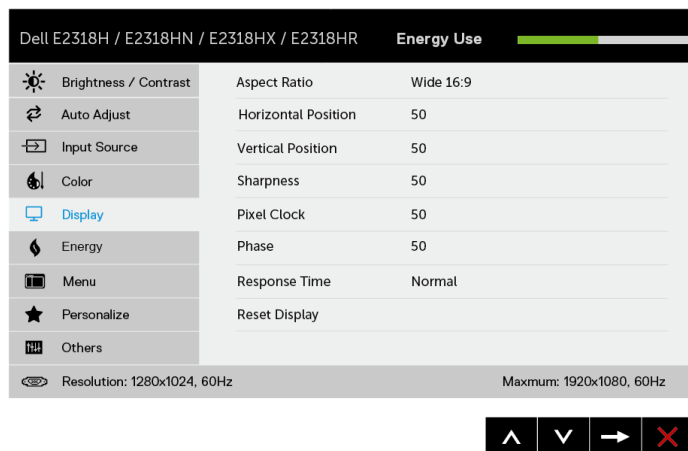 Dell E2318H / E2318HN / E2318HX / E2318HR Energy Use
Brightness / Contrast Aspect Ratio Wide 16:9
Auto Adjust Horizontal Position 50
Input Source Vertical Position 50
Color Sharpness 50
Display Pixel Clock 50
Energy Phase 50
Menu Response Time Normal
Personalize Reset Display
Others
Resolution: 1280x1024, 60Hz Maxmum: 1920x1080, 60Hz